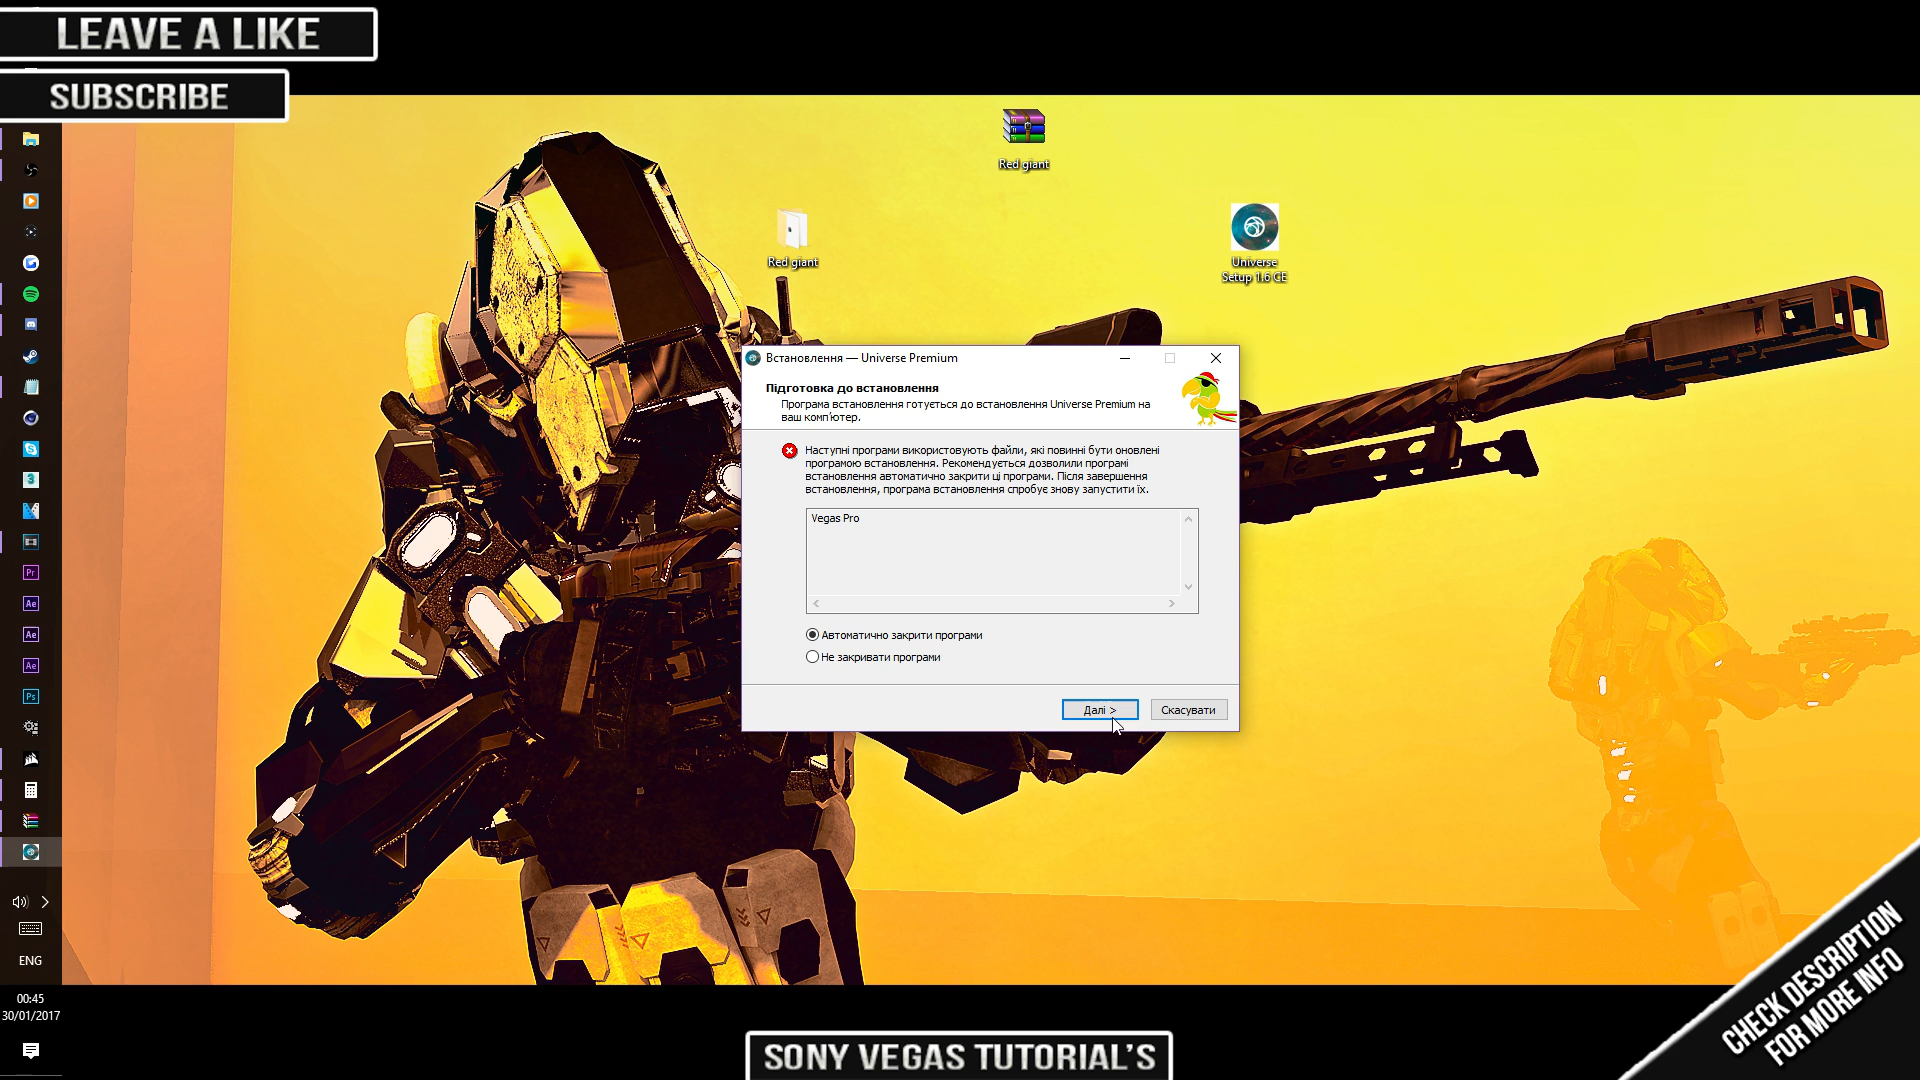 LEAVE A LIKE
SUBSCRIBE
Red giant
Red giant
Universe
Setup 1.6 CE
Встановлення — Universe Premium
Підготовка до встановлення
Програма встановлення готується до встановлення Universe Premium на
ваш комп'ютер.
Наступні програми використовують файли, які повинні бути оновлені
програмою встановлення. Рекомендується дозволили програмі
встановлення автоматично закрити ці програми. Після завершення
встановлення, програма встановлення спробує знову запустити їх.
Vegas Pro
Автоматично закрити програми
Не закривати програми
Далі >
Скасувати
Pr
Ae
Ae
Ae
Ps
ENG
00:45
30/01/2017
SONY VEGAS TUTORIAL'S
CHECK DESCRIPTION
FOR MORE INFO